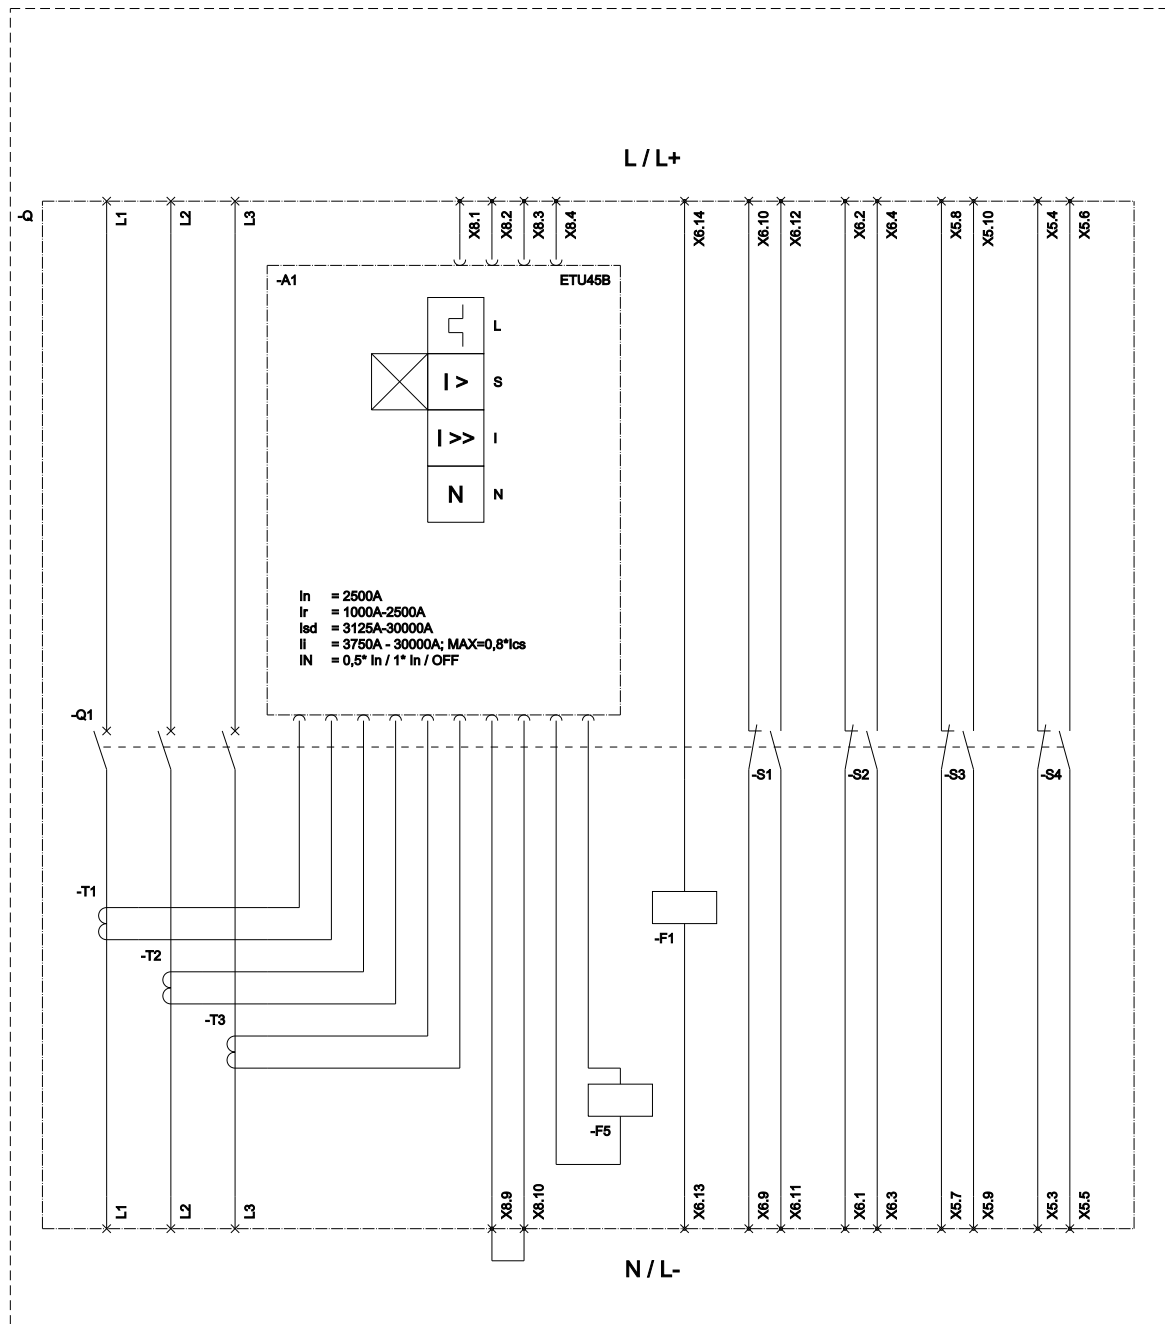 L / L+
-Q
L1
L2
L3
X8.1
X8.2
X8.3
X8.4
X6.14
X6.10
X6.12
X6.2
X6.4
X5.8
X5.10
X5.4
X5.6
-A1
ETU45B
L
I >
S
I >>
I
N
N
In = 2500A
Ir = 1000A-2500A
Isd = 3125A-30000A
Ii = 3750A - 30000A; MAX=0,8*Ics
IN = 0,5* In / 1* In / OFF
-Q1
-S1
-S2
-S3
-S4
-T1
-F1
-T2
-T3
-F5
L1
L2
L3
X8.9
X8.10
X6.13
X6.9
X6.11
X6.1
X6.3
X5.7
X5.9
X5.3
X5.5
N / L-